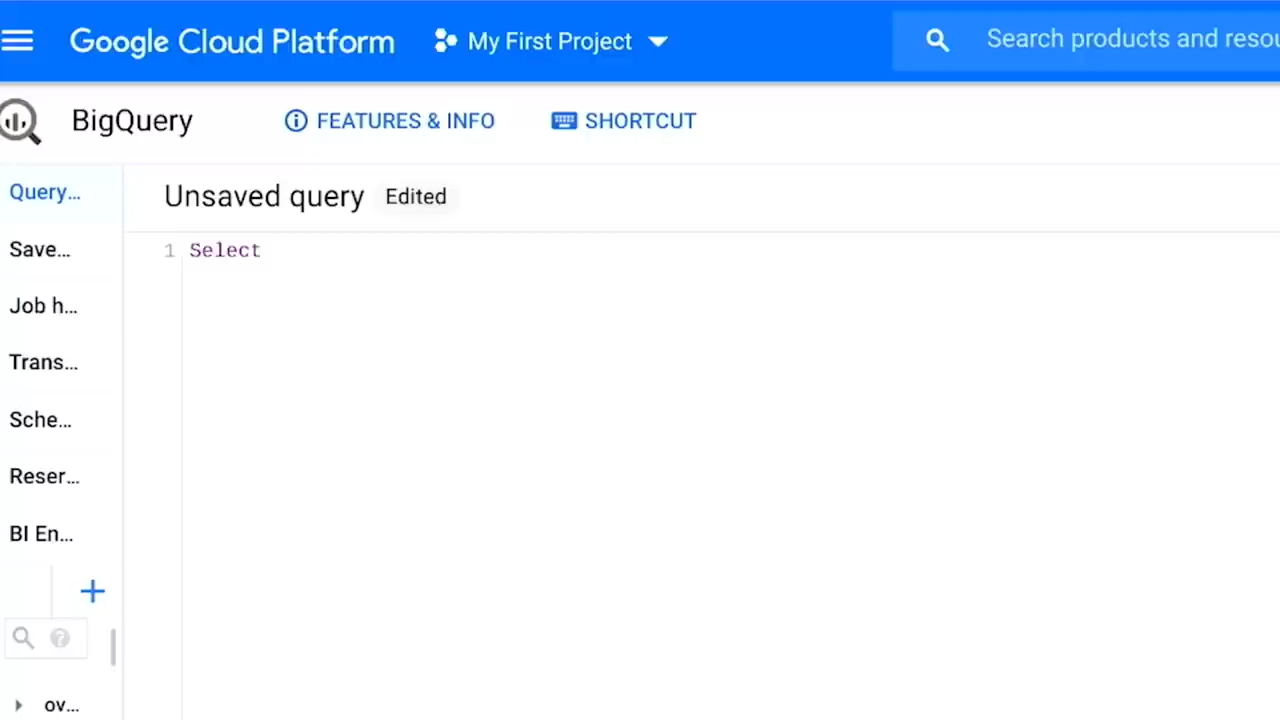 Google Cloud Platform My First Project Search products and resou
BigQuery FEATURES & INFO SHORTCUT
Query...
Unsaved query Edited
Save...
1 Select
Job h...
Trans...
Sche...
Reser...
BI En...
ov...